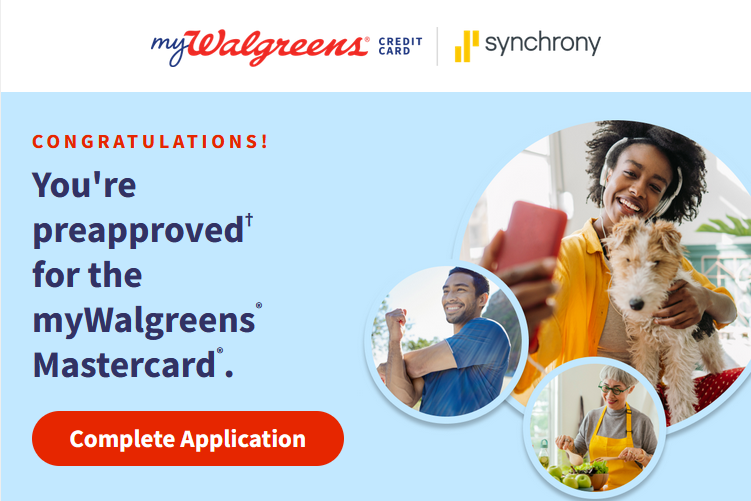 myWalgreens® CREDIT CARD synchrony
CONGRATULATIONS!
You're
preapproved†
for the
myWalgreens®
Mastercard®.
Complete Application